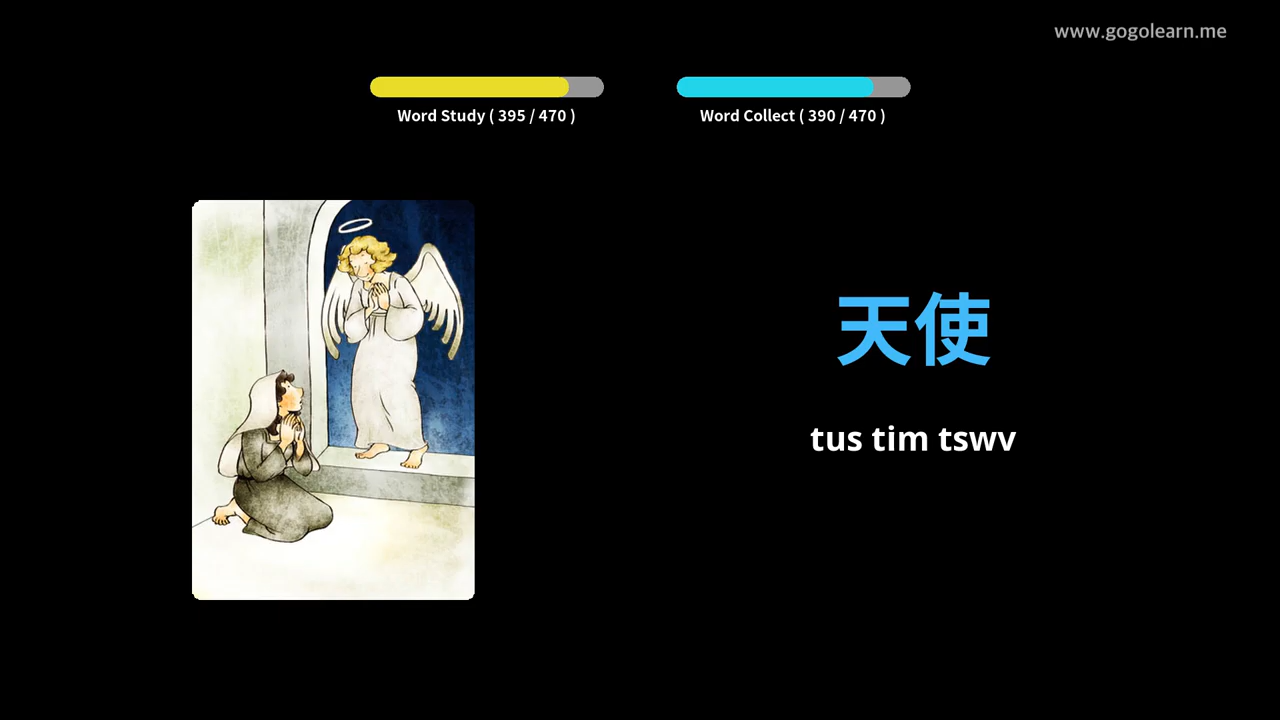 www.gogolearn.me
Word Study ( 395 / 470 )
Word Collect ( 390 / 470 )
天使
tus tim tswv